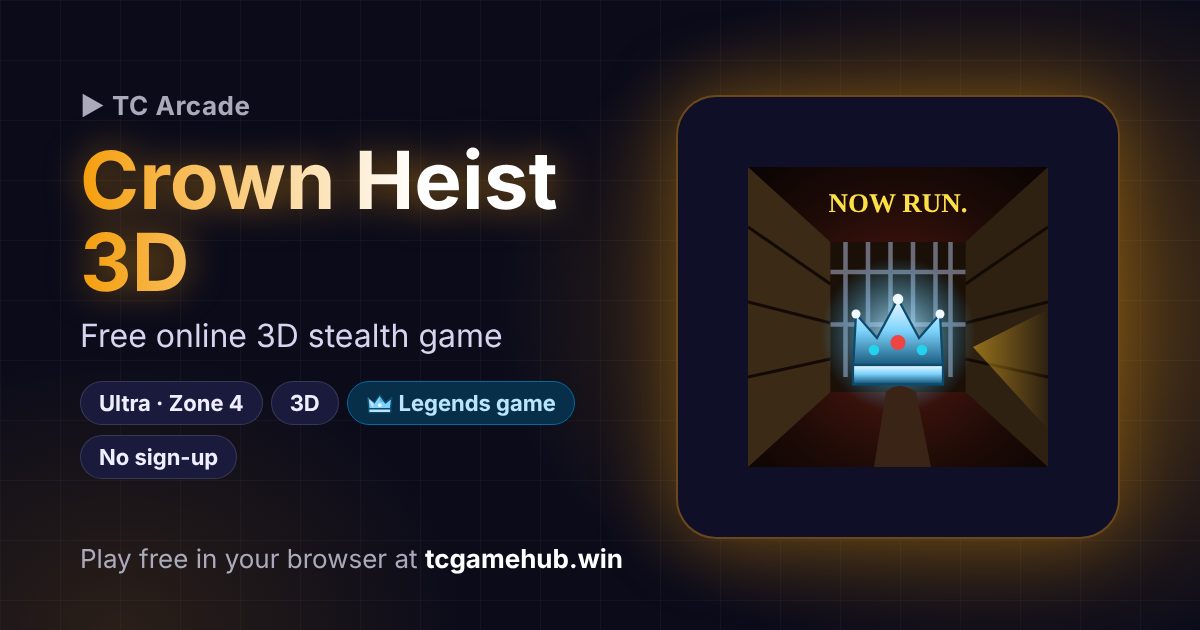 ▶ TC Arcade
Crown Heist
3D
Free online 3D stealth game
Ultra · Zone 4
3D
Legends game
No sign-up
Play free in your browser at tcgamehub.win
NOW RUN.